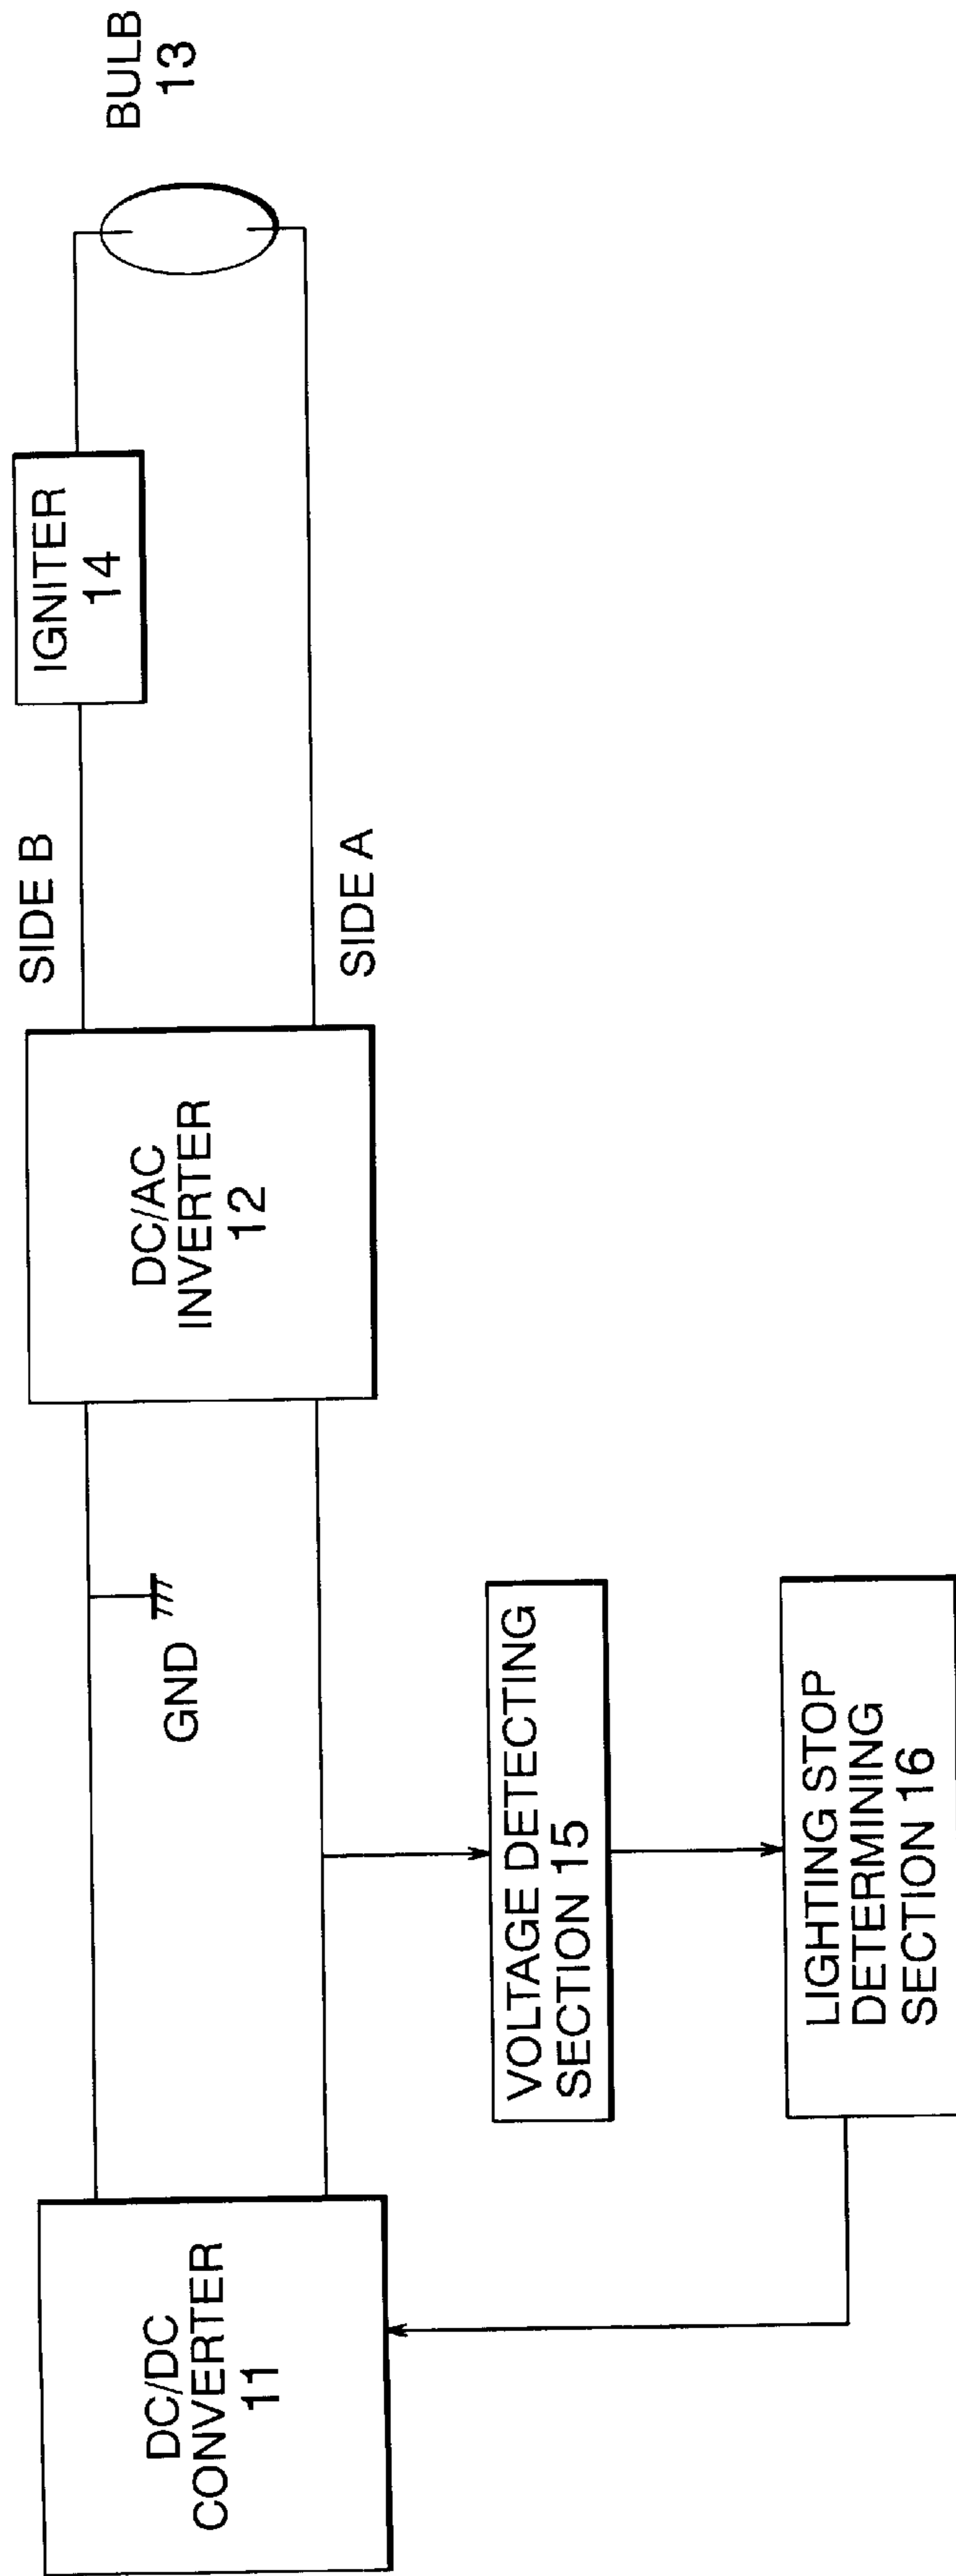 DC/DC
CONVERTER
11
GND
DC/AC
INVERTER
12
SIDE B
SIDE A
IGNITER
14
BULB
13
VOLTAGE DETECTING
SECTION 15
LIGHTING STOP
DETERMINING
SECTION 16